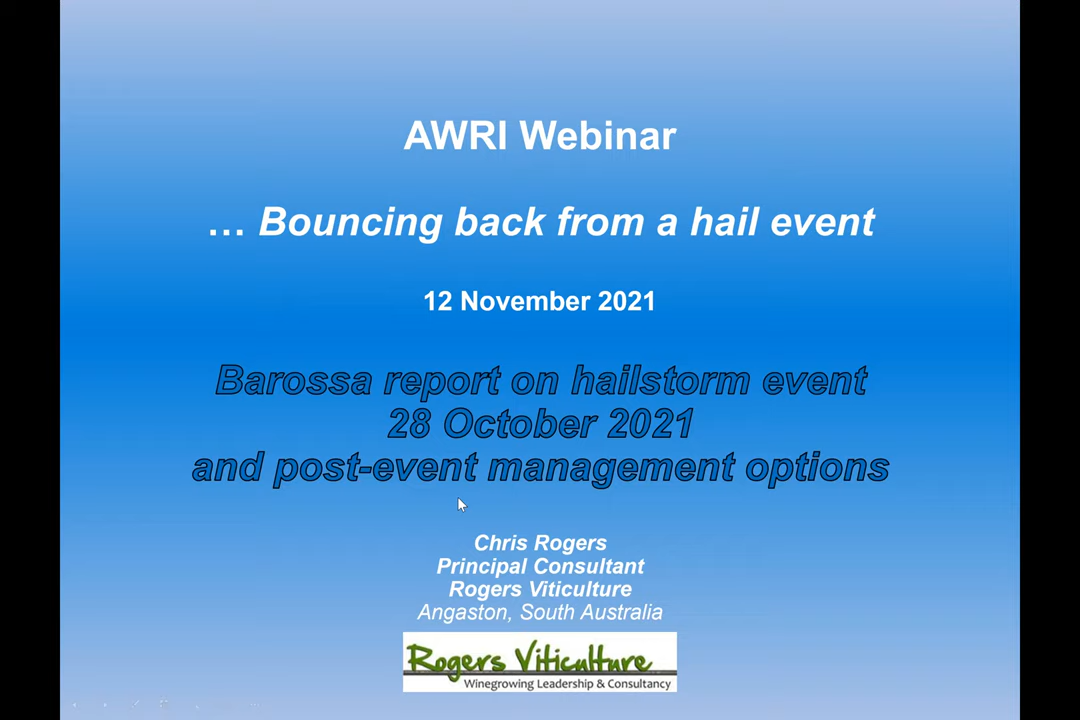 AWRI Webinar
… Bouncing back from a hail event
12 November 2021
Barossa report on hailstorm event
28 October 2021
and post-event management options
Chris Rogers
Principal Consultant
Rogers Viticulture
Angaston, South Australia
Rogers Viticulture
Winegrowing Leadership & Consultancy